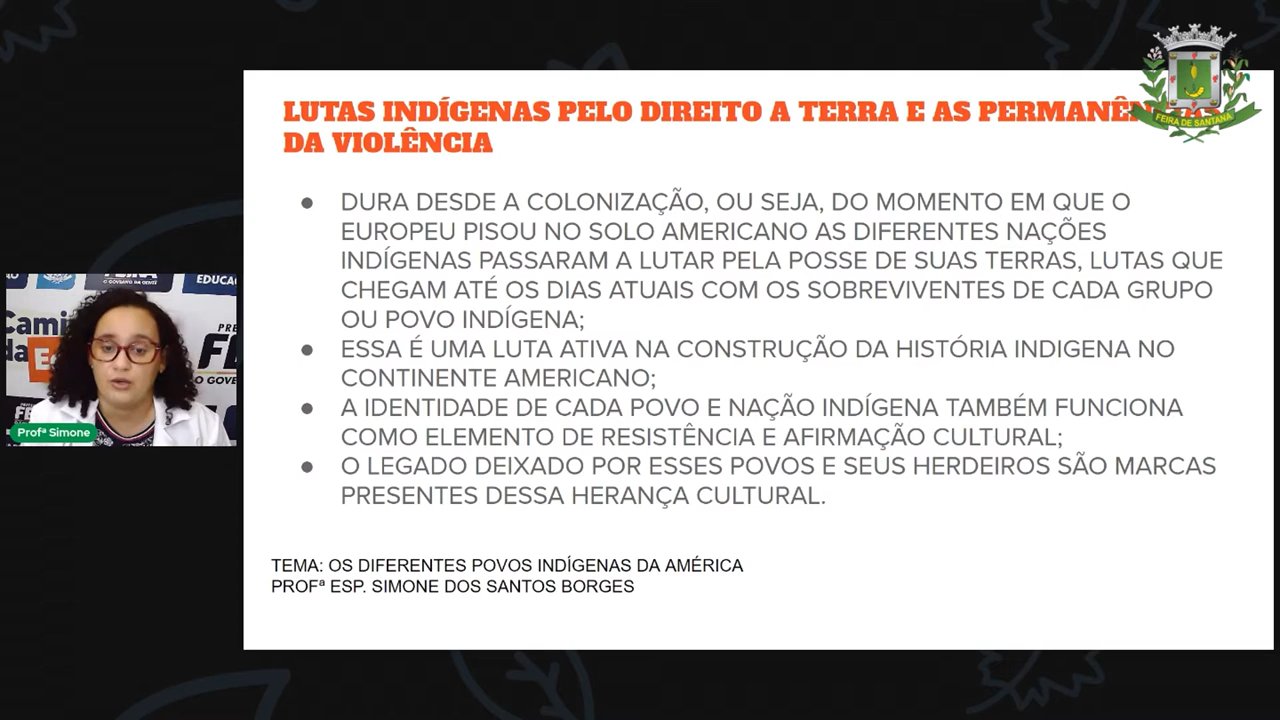 FEIRA DE SANTANA
LUTAS INDÍGENAS PELO DIREITO A TERRA E AS
DA VIOLÊNCIA
● DURA DESDE A COLONIZAÇÃO, OU SEJA, DO MOMENTO EM QUE O
EUROPEU PISOU NO SOLO AMERICANO AS DIFERENTES NAÇÕES
INDÍGENAS PASSARAM A LUTAR PELA POSSE DE SUAS TERRAS, LUTAS QUE
CHEGAM ATÉ OS DIAS ATUAIS COM OS SOBREVIVENTES DE CADA GRUPO
OU POVO INDÍGENA;
● ESSA É UMA LUTA ATIVA NA CONSTRUÇÃO DA HISTÓRIA INDIGENA NO
CONTINENTE AMERICANO;
● A IDENTIDADE DE CADA POVO E NAÇÃO INDÍGENA TAMBÉM FUNCIONA
COMO ELEMENTO DE RESISTÊNCIA E AFIRMAÇÃO CULTURAL;
● O LEGADO DEIXADO POR ESSES POVOS E SEUS HERDEIROS SÃO MARCAS
PRESENTES DESSA HERANÇA CULTURAL.
TEMA: OS DIFERENTES POVOS INDÍGENAS DA AMÉRICA
PROFª ESP. SIMONE DOS SANTOS BORGES
Profª Simone